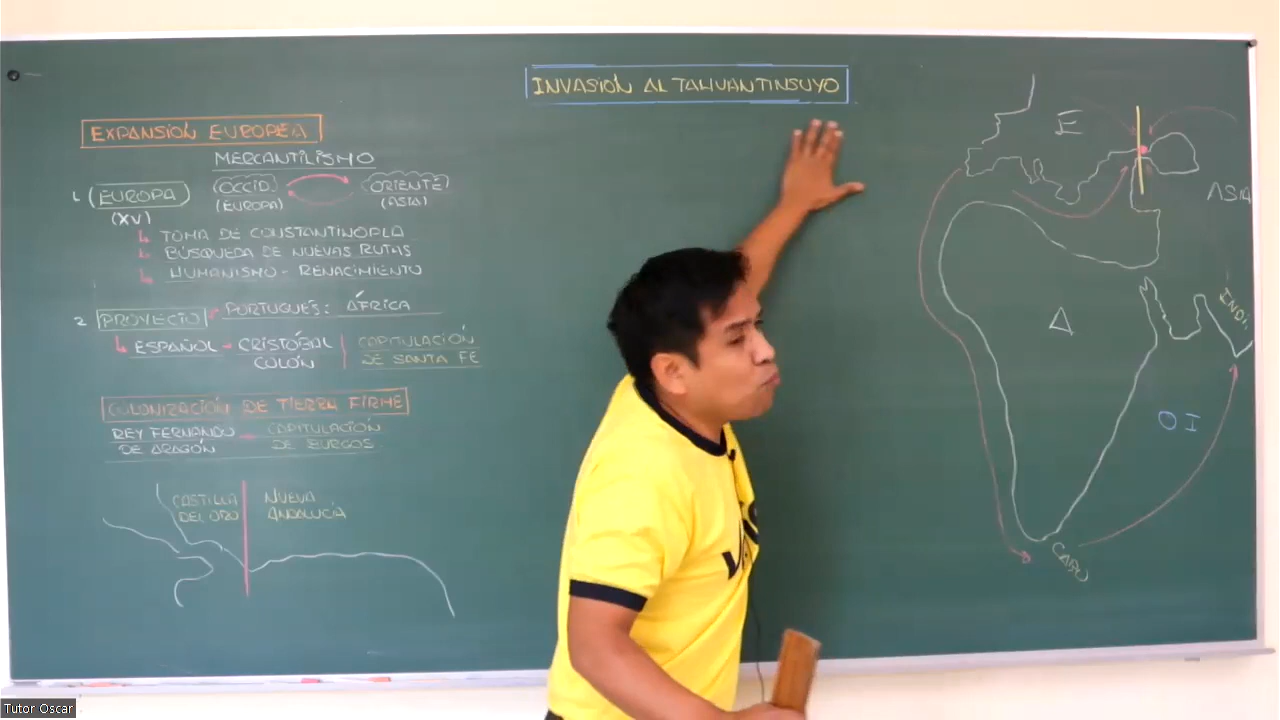 INVASIÓN AL TAHUANTINSUYO
EXPANSIÓN EUROPEA
MERCANTILISMO
1. EUROPA (XV)
OCCID. (EUROPA)
ORIENTE (ASIA)
TOMA DE CONSTANTINOPLA
BÚSQUEDA DE NUEVAS RUTAS
HUMANISMO - RENACIMIENTO
2. PROYECTO
PORTUGUÉS: ÁFRICA
ESPAÑOL - CRISTÓBAL COLÓN
CAPITULACIÓN DE SANTA FE
COLONIZACIÓN DE TIERRA FIRME
REY FERNANDO DE ARAGÓN
CAPITULACIÓN DE BURGOS
CASTILLA DEL ORO
NUEVA ANDALUCÍA
E
ASIA
INDI
O I
CABO
Tutor Oscar